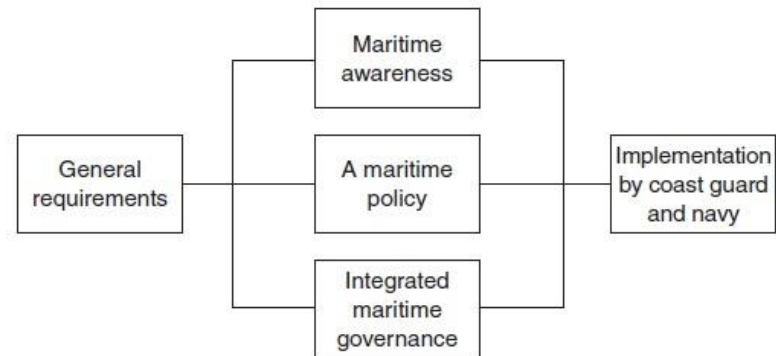 Maritime
awareness
General
requirements
A maritime
policy
Implementation
by coast guard
and navy
Integrated
maritime
governance